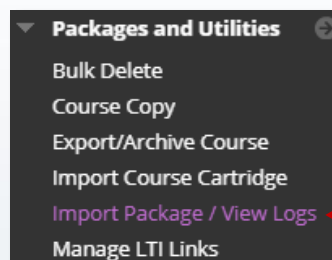 Packages and Utilities
Bulk Delete
Course Copy
Export/Archive Course
Import Course Cartridge
Import Package / View Logs
Manage LTI Links